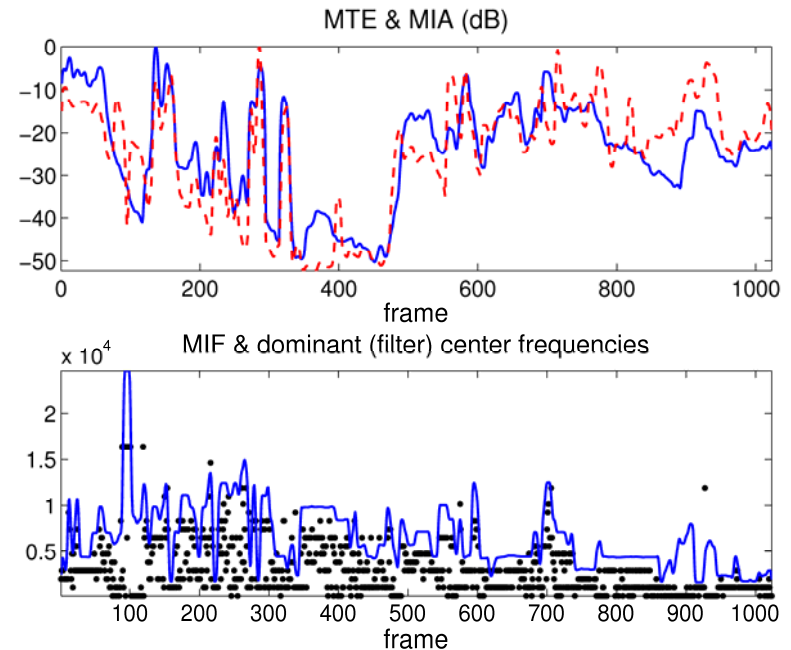 MTE & MIA (dB)
0
−10
−20
−30
−40
−50
0 200 400 600 800 1000
frame
MIF & dominant (filter) center frequencies
x 10^4
2
1.5
1
0.5
100 200 300 400 500 600 700 800 900 1000
frame